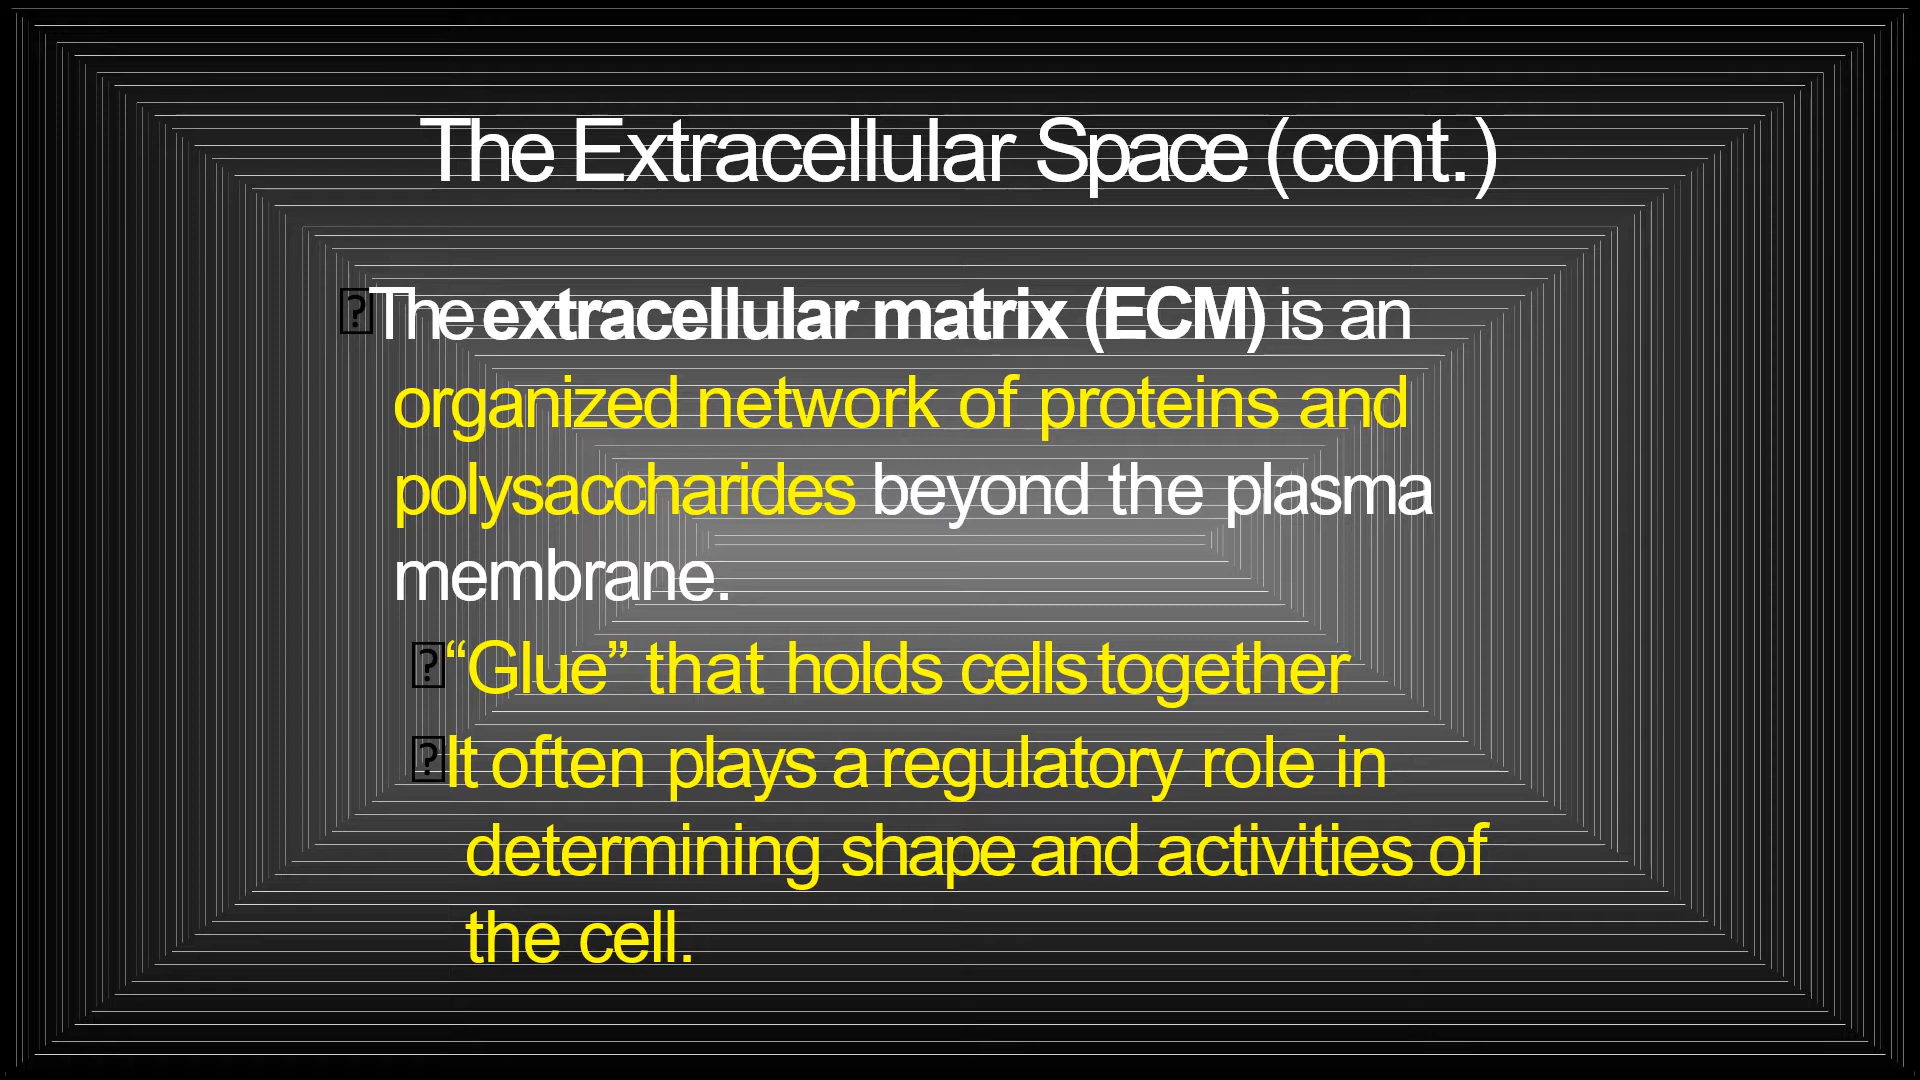 The Extracellular Space (cont.)
The extracellular matrix (ECM) is an
organized network of proteins and
polysaccharides beyond the plasma
membrane.
“Glue” that holds cells together
It often plays a regulatory role in
determining shape and activities of
the cell.